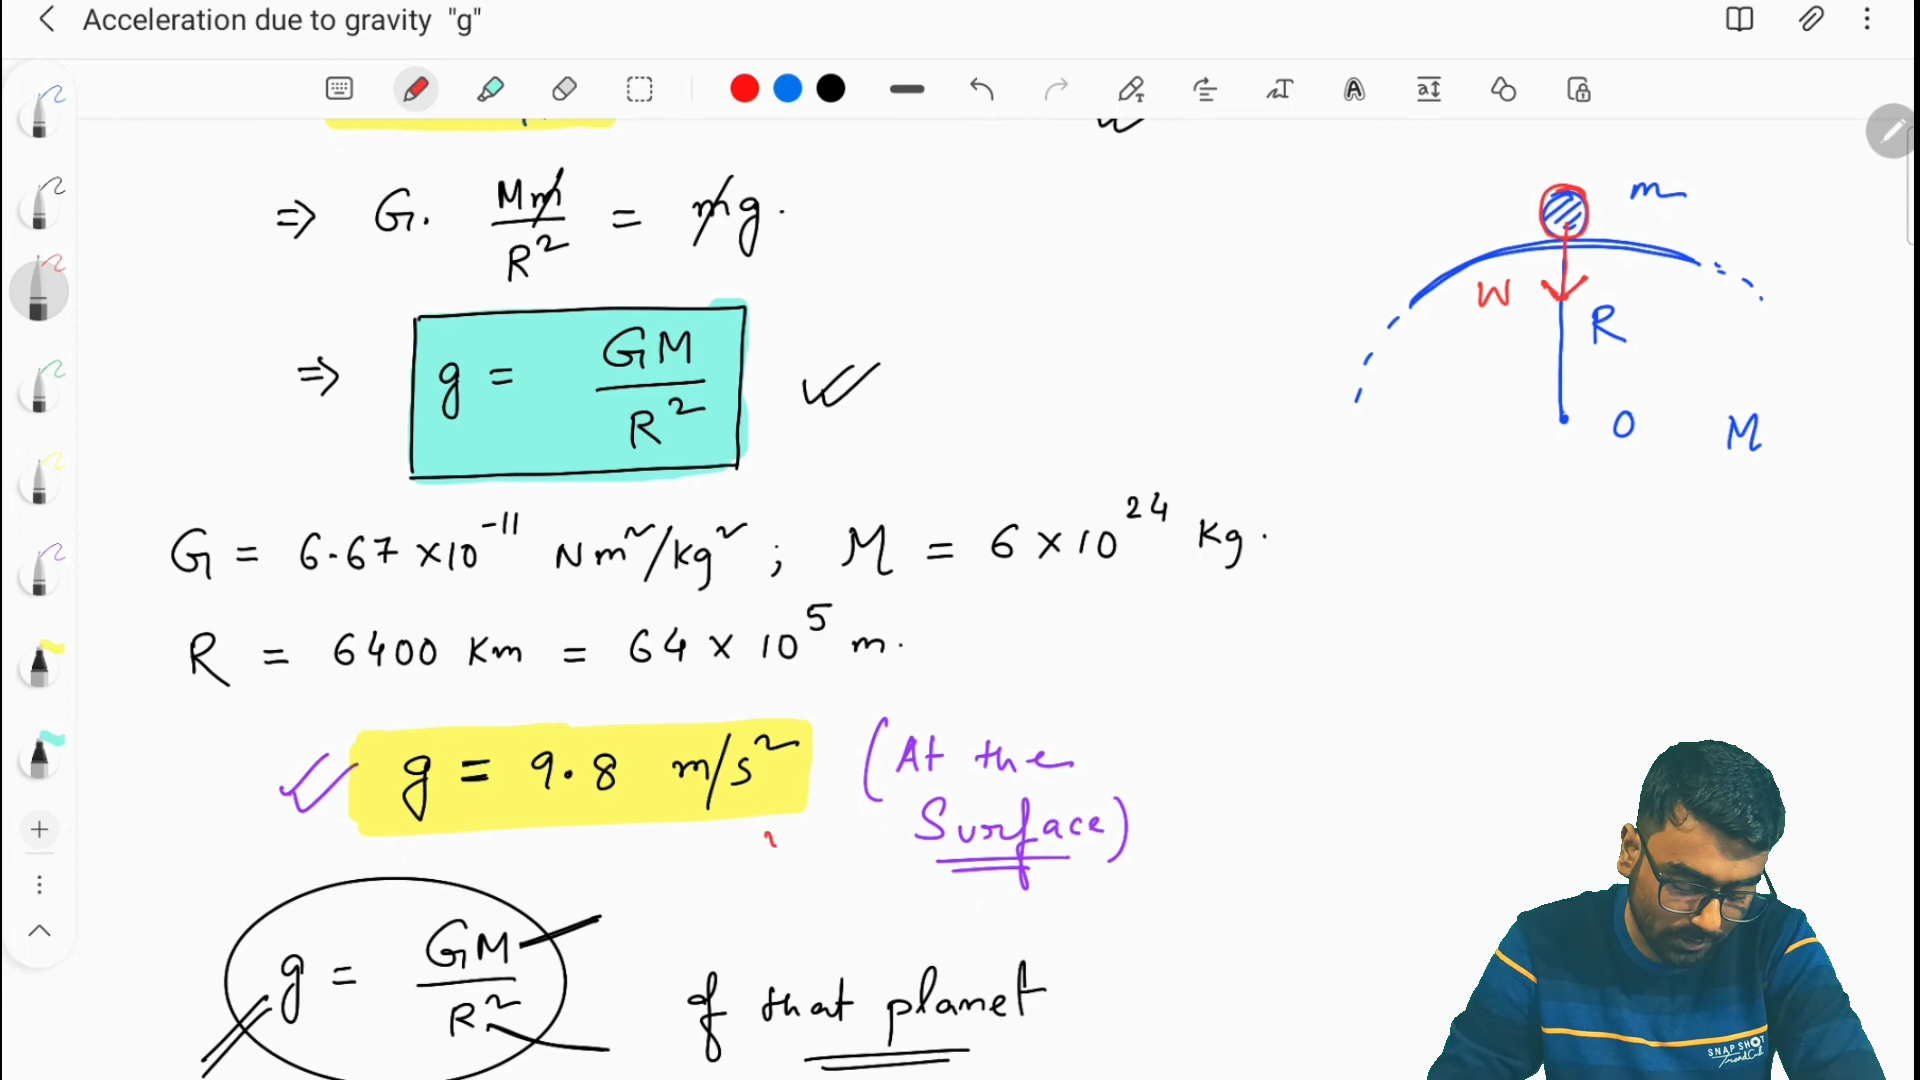 Acceleration due to gravity "g"
=> G. Mm/R² = mg.
m
W
R
O M
=> g = GM/R²
G = 6.67 ×10⁻¹¹ Nm²/kg² ; M = 6 ×10²⁴ Kg.
R = 6400 Km = 64 × 10⁵ m.
g = 9.8 m/s² (At the
Surface)
g = GM/R² of that planet
SNAP SHOT